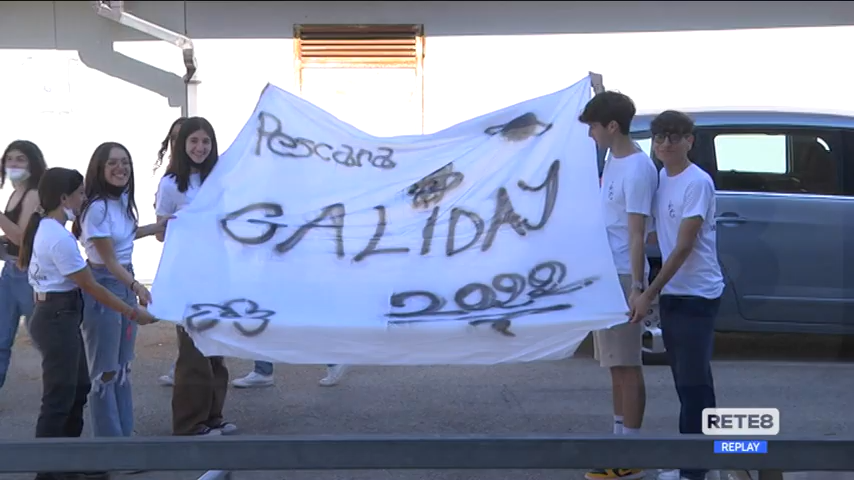 Pescara
GALIDAY
2022
RETE8
REPLAY